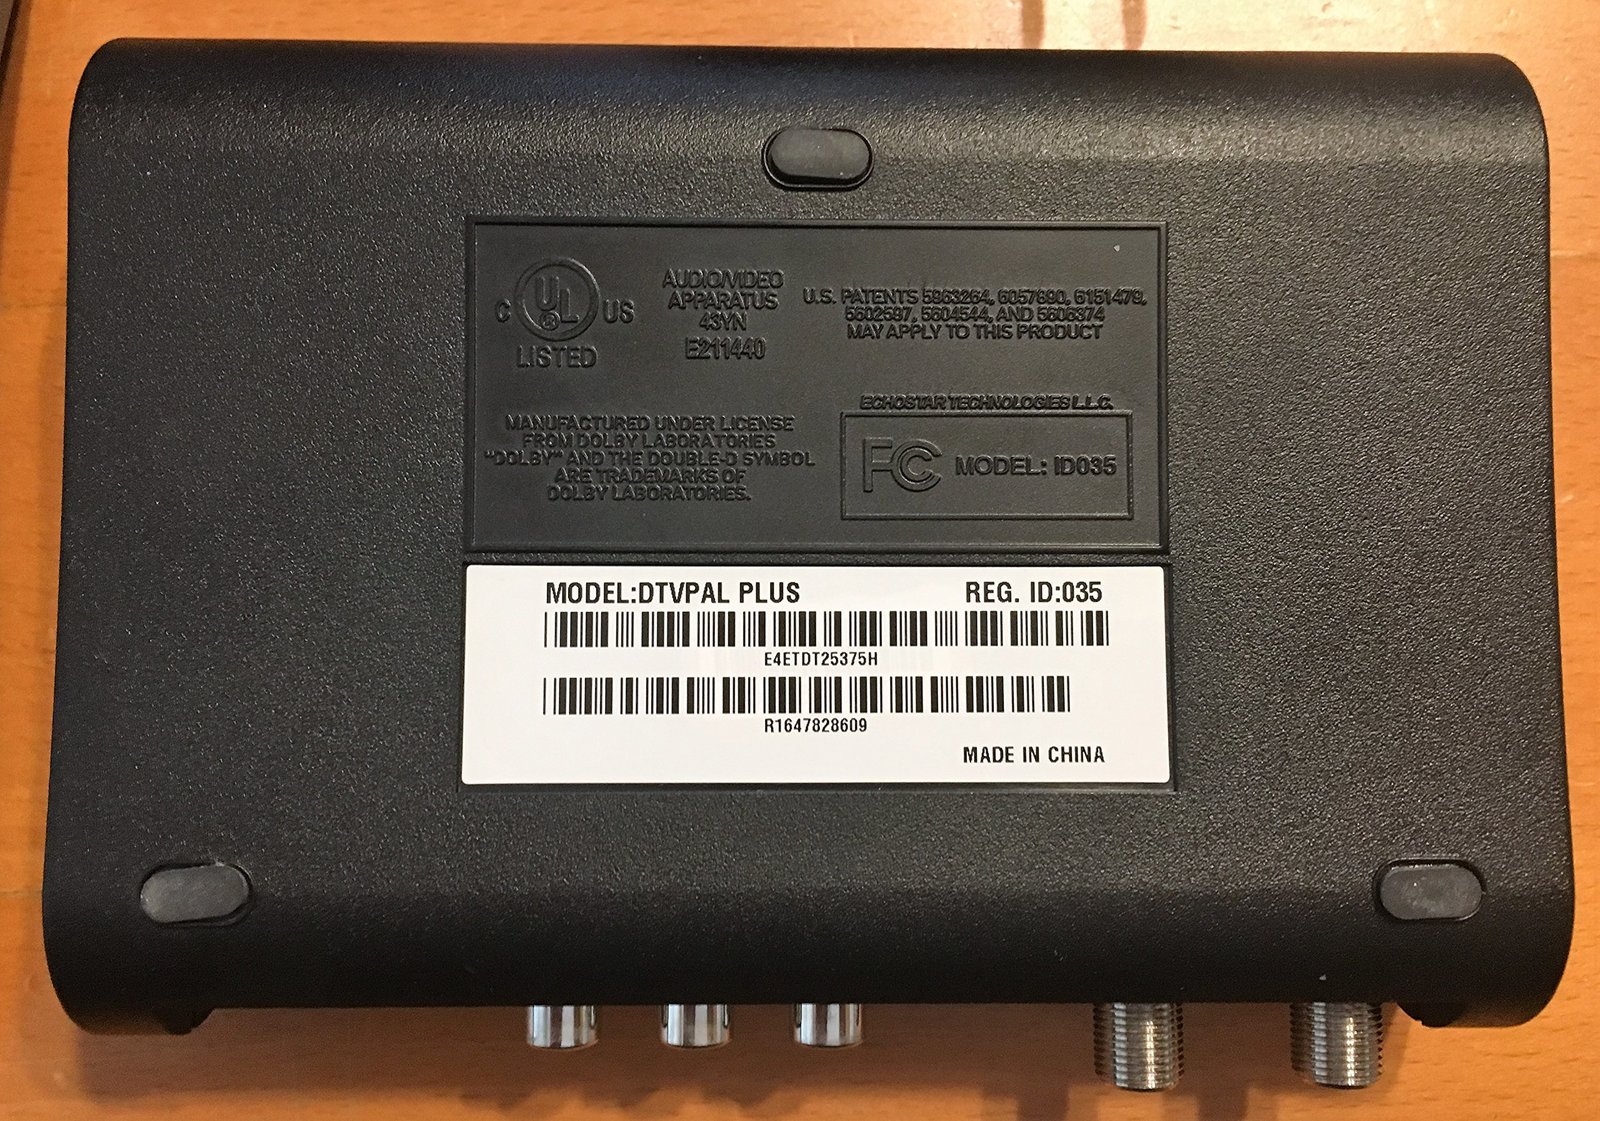 C UL ® US
LISTED
AUDIO/VIDEO
APPARATUS
43YN
E211440
U.S. PATENTS 5963264, 6057890, 6151479,
5602597, 5604544, AND 5606374
MAY APPLY TO THIS PRODUCT
MANUFACTURED UNDER LICENSE
FROM DOLBY LABORATORIES
"DOLBY" AND THE DOUBLE-D SYMBOL
ARE TRADEMARKS OF
DOLBY LABORATORIES.
ECHOSTAR TECHNOLOGIES L.L.C.
FC MODEL: ID035
MODEL:DTVPAL PLUS REG. ID:035
E4ETDT25375H
R1647828609
MADE IN CHINA